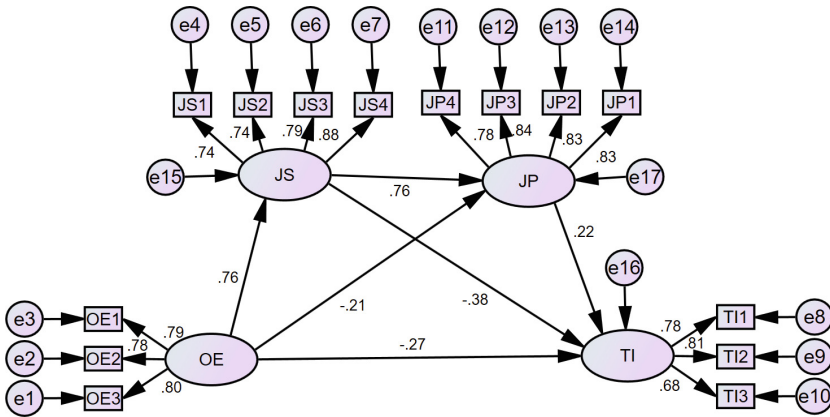 e4 e5 e6 e7 e11 e12 e13 e14
JS1 JS2 JS3 JS4 JP4 JP3 JP2 JP1
.74 .74 .79 .88 .78 .84 .83 .83
e15 JS .76 JP e17
.76 .22
e16
-.21 -.38
e3 OE1 .79 TI1 e8
.78
e2 OE2 .78 OE -.27 TI .81 TI2 e9
e1 OE3 .80 .68 TI3 e10